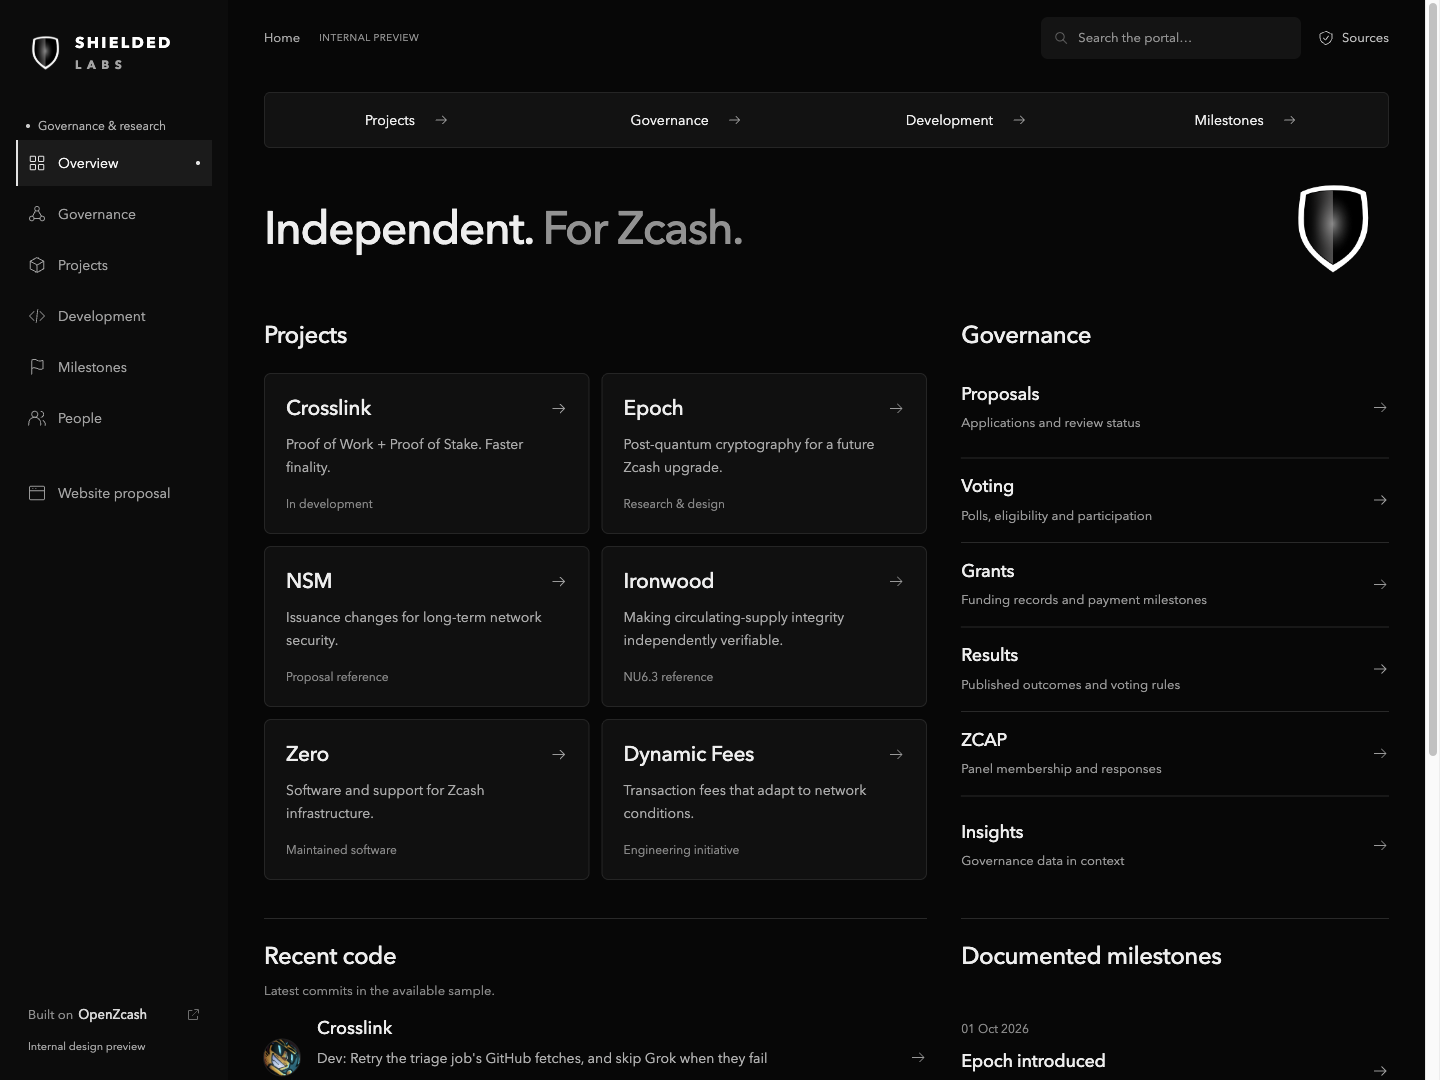 SHIELDED
LABS
Governance & research
Overview
Governance
Projects
Development
Milestones
People
Website proposal
Built on OpenZcash
Internal design preview
Home
INTERNAL PREVIEW
Search the portal...
Sources
Projects
Governance
Development
Milestones
Independent. For Zcash.
Projects
Crosslink
Proof of Work + Proof of Stake. Faster
finality.
In development
Epoch
Post-quantum cryptography for a future
Zcash upgrade.
Research & design
NSM
Issuance changes for long-term network
security.
Proposal reference
Ironwood
Making circulating-supply integrity
independently verifiable.
NU6.3 reference
Zero
Software and support for Zcash
infrastructure.
Maintained software
Dynamic Fees
Transaction fees that adapt to network
conditions.
Engineering initiative
Governance
Proposals
Applications and review status
Voting
Polls, eligibility and participation
Grants
Funding records and payment milestones
Results
Published outcomes and voting rules
ZCAP
Panel membership and responses
Insights
Governance data in context
Recent code
Latest commits in the available sample.
Crosslink
Dev: Retry the triage job's GitHub fetches, and skip Grok when they fail
Documented milestones
01 Oct 2026
Epoch introduced